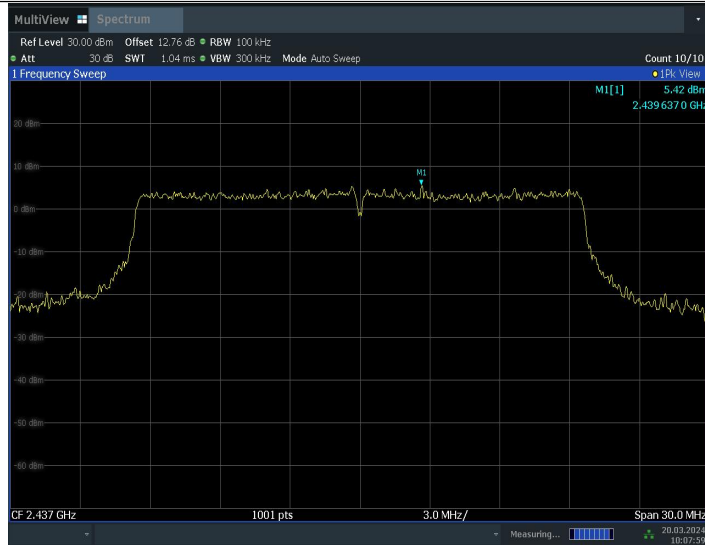 MultiView Spectrum
Ref Level 30.00 dBm Offset 12.76 dB RBW 100 kHz
Att 30 dB SWT 1.04 ms VBW 300 kHz Mode Auto Sweep Count 10/10
1 Frequency Sweep 1Pk View
M1[1] 5.42 dBm
2.439 637 0 GHz
20 dBm
10 dBm
M1
0 dBm
-10 dBm
-20 dBm
-30 dBm
-40 dBm
-50 dBm
-60 dBm
CF 2.437 GHz 1001 pts 3.0 MHz/ Span 30.0 MHz
Measuring... 20.03.2024
10:07:59